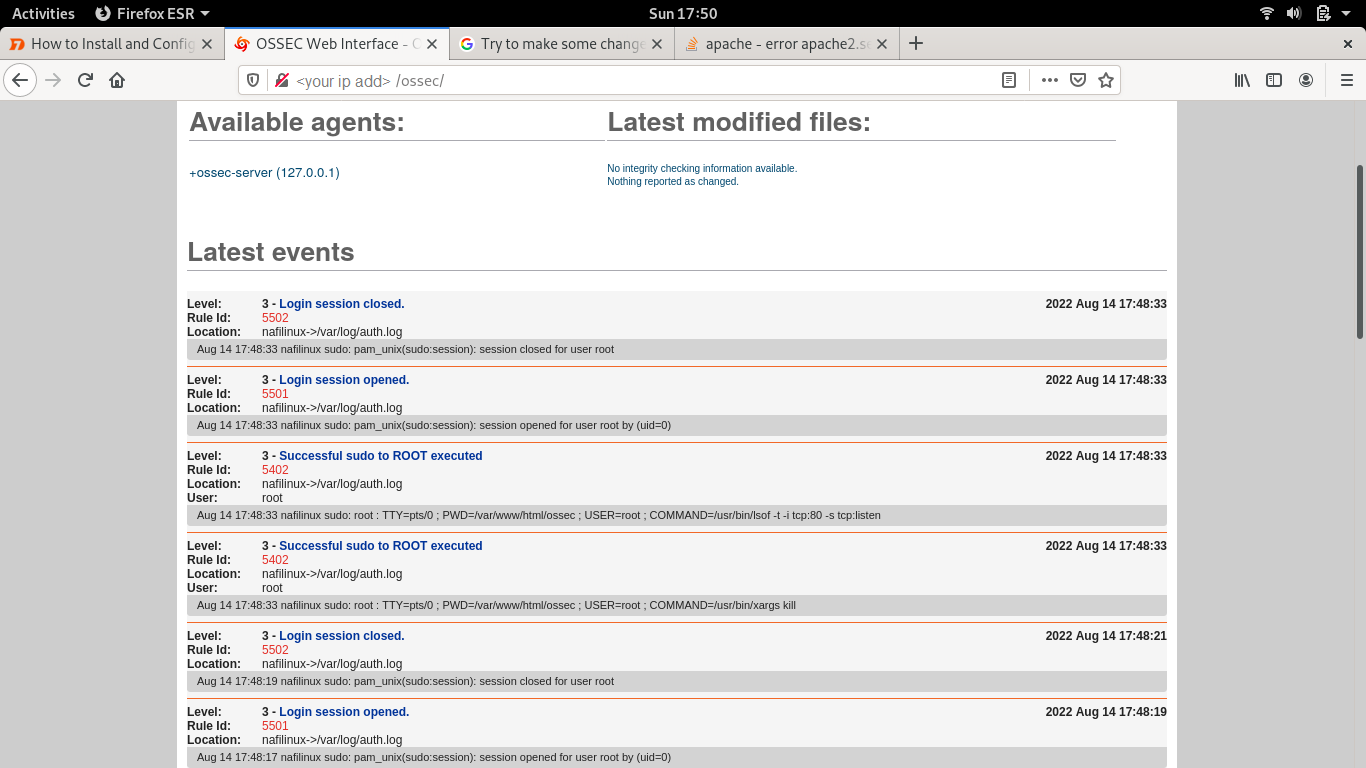 Activities Firefox ESR Sun 17:50
How to Install and Config OSSEC Web Interface - O Try to make some change apache - error apache2.se
<your ip add> /ossec/
Available agents: Latest modified files:
+ossec-server (127.0.0.1) No integrity checking information available.
Nothing reported as changed.
Latest events
Level: 3 - Login session closed. 2022 Aug 14 17:48:33
Rule Id: 5502
Location: nafilinux->/var/log/auth.log
Aug 14 17:48:33 nafilinux sudo: pam_unix(sudo:session): session closed for user root
Level: 3 - Login session opened. 2022 Aug 14 17:48:33
Rule Id: 5501
Location: nafilinux->/var/log/auth.log
Aug 14 17:48:33 nafilinux sudo: pam_unix(sudo:session): session opened for user root by (uid=0)
Level: 3 - Successful sudo to ROOT executed 2022 Aug 14 17:48:33
Rule Id: 5402
Location: nafilinux->/var/log/auth.log
User: root
Aug 14 17:48:33 nafilinux sudo: root : TTY=pts/0 ; PWD=/var/www/html/ossec ; USER=root ; COMMAND=/usr/bin/lsof -t -i tcp:80 -s tcp:listen
Level: 3 - Successful sudo to ROOT executed 2022 Aug 14 17:48:33
Rule Id: 5402
Location: nafilinux->/var/log/auth.log
User: root
Aug 14 17:48:33 nafilinux sudo: root : TTY=pts/0 ; PWD=/var/www/html/ossec ; USER=root ; COMMAND=/usr/bin/xargs kill
Level: 3 - Login session closed. 2022 Aug 14 17:48:21
Rule Id: 5502
Location: nafilinux->/var/log/auth.log
Aug 14 17:48:19 nafilinux sudo: pam_unix(sudo:session): session closed for user root
Level: 3 - Login session opened. 2022 Aug 14 17:48:19
Rule Id: 5501
Location: nafilinux->/var/log/auth.log
Aug 14 17:48:17 nafilinux sudo: pam_unix(sudo:session): session opened for user root by (uid=0)